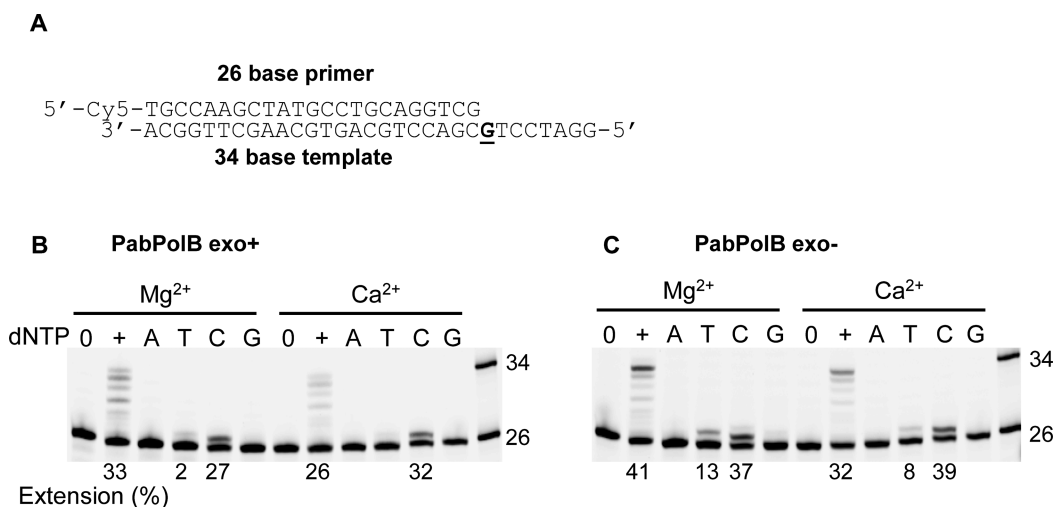 A
26 base primer
5′-Cy5-TGCCAAGCTATGCCTGCAGGTCG
3′-ACGGTTCGAACGTGACGTCCAGCGTCCTAGG-5′
34 base template
B PabPolB exo+
Mg²⁺ Ca²⁺
dNTP 0 + A T C G 0 + A T C G
34
26
33 2 27 26 32
Extension (%)
C PabPolB exo-
Mg²⁺ Ca²⁺
0 + A T C G 0 + A T C G
34
26
41 13 37 32 8 39